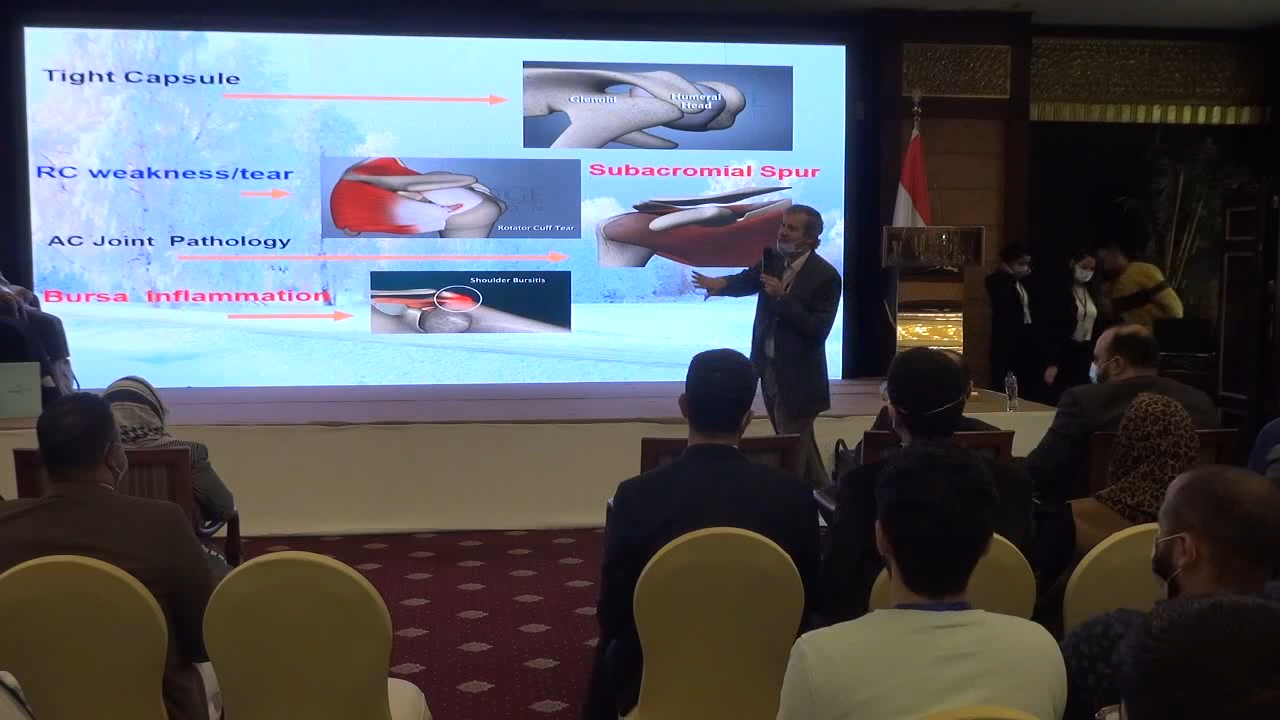 Tight Capsule
Glenoid
Humeral
Head
RC weakness/tear
Rotator Cuff Tear
Subacromial Spur
AC Joint Pathology
Shoulder Bursitis
Bursa Inflammation